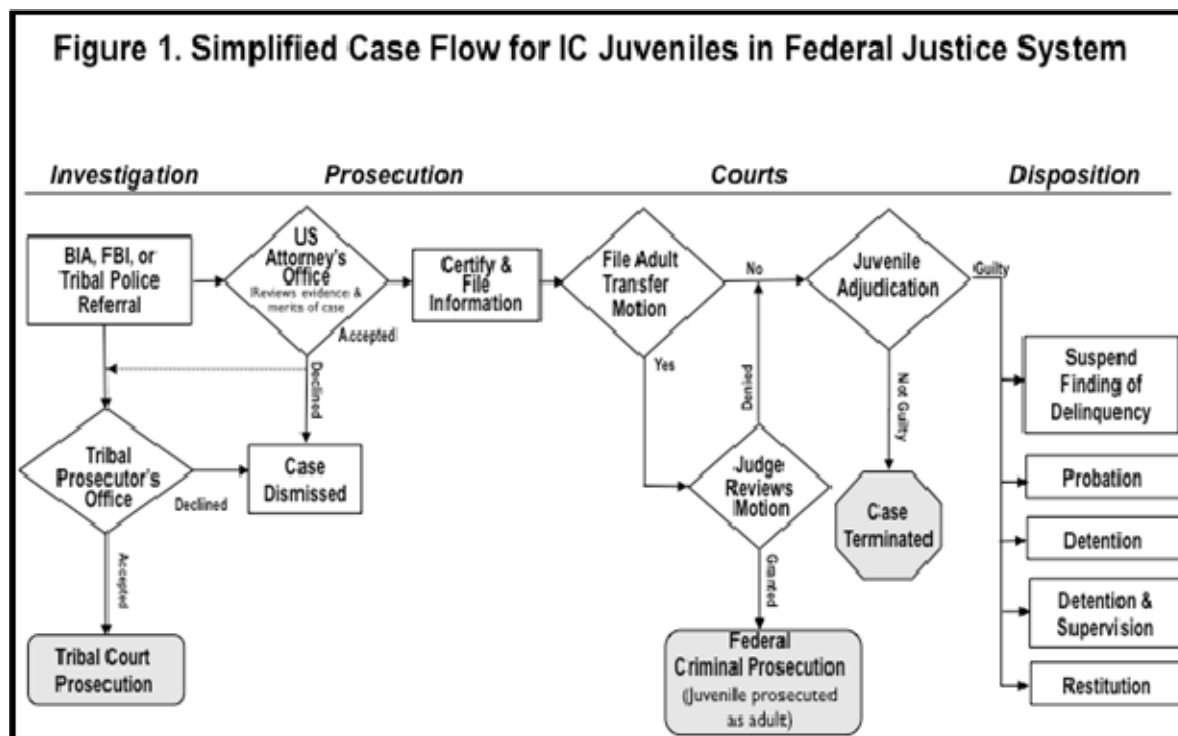 Figure 1. Simplified Case Flow for IC Juveniles in Federal Justice System
Investigation
Prosecution
Courts
Disposition
BIA, FBI, or
Tribal Police
Referral
US
Attorney's
Office
(Reviews evidence &
merits of case
Accepted
Declined
Certify &
File
Information
File Adult
Transfer
Motion
No
Yes
Denied
Juvenile
Adjudication
Guilty
Not Guilty
Tribal
Prosecutor's
Office
Declined
Accepted
Case
Dismissed
Judge
Reviews
Motion
Granted
Case
Terminated
Tribal Court
Prosecution
Federal
Criminal Prosecution
(Juvenille prosecuted
as adult)
Suspend
Finding of
Delinquency
Probation
Detention
Detention &
Supervision
Restitution